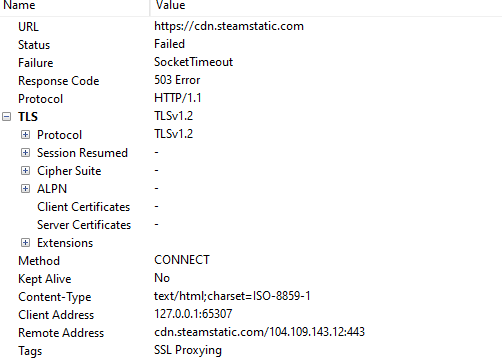 Name Value
URL https://cdn.steamstatic.com
Status Failed
Failure SocketTimeout
Response Code 503 Error
Protocol HTTP/1.1
TLS TLSv1.2
Protocol TLSv1.2
Session Resumed -
Cipher Suite -
ALPN -
Client Certificates -
Server Certificates -
Extensions
Method CONNECT
Kept Alive No
Content-Type text/html;charset=ISO-8859-1
Client Address 127.0.0.1:65307
Remote Address cdn.steamstatic.com/104.109.143.12:443
Tags SSL Proxying